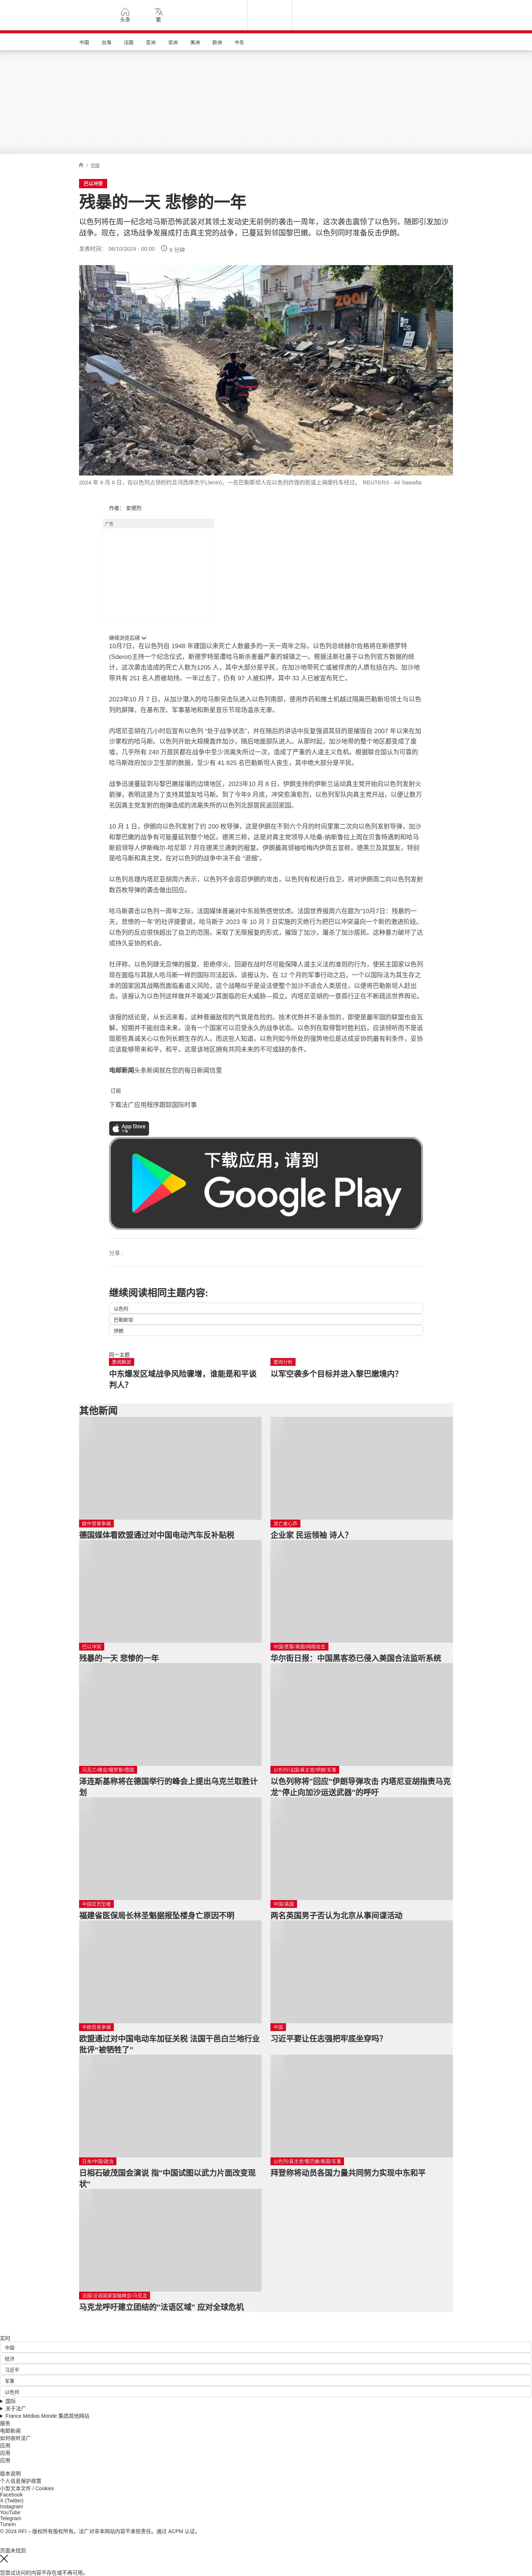 头条
繁
中国
台海
法国
亚洲
非洲
美洲
欧洲
中东
/ 中国
巴以冲突
残暴的一天 悲惨的一年
以色列将在周一纪念哈马斯恐怖武装对其领土发动史无前例的袭击一周年，这次袭击震惊了以色列，随即引发加沙
战争。现在，这场战争发展成打击真主党的战争，已蔓延到邻国黎巴嫩。以色列同时准备反击伊朗。
发表时间： 06/10/2024 - 00:00
9 分钟
2024 年 9 月 6 日，在以色列占领的约旦河西岸杰宁(Jenin)，一名巴勒斯坦人在以色列炸毁的街道上骑摩托车经过。 REUTERS - Ali Sawafta
作者： 安德烈
广告
继续浏览后续
10月7日，在以色列自 1948 年建国以来死亡人数最多的一天一周年之际，以色列总统赫尔佐格将在斯德罗特
(Sderot)主持一个纪念仪式，斯德罗特是遭哈马斯杀害最严重的城镇之一。根据法新社基于以色列官方数据的统
计，这次袭击造成的死亡人数为1205 人，其中大部分是平民，在加沙地带死亡或被俘虏的人质包括在内。加沙地
带共有 251 名人质被劫持。一年过去了，仍有 97 人被扣押，其中 33 人已被宣布死亡。
2023年10 月 7 日，从加沙潜入的哈马斯突击队进入以色列南部，使用炸药和推土机越过隔离巴勒斯坦领土与以色
列的屏障，在基布茨、军事基地和新星音乐节现场滥杀无辜。
内塔尼亚胡在几小时后宣布以色列 “处于战争状态”，并在随后的讲话中反复强调其目的是摧毁自 2007 年以来在加
沙掌权的哈马斯。以色列开始大规模轰炸加沙，随后地面部队进入。从那时起，加沙地带的整个地区都变成了废
墟，几乎所有 240 万居民都在战争中至少流离失所过一次，造成了严重的人道主义危机。根据联合国认为可靠的
哈马斯政府加沙卫生部的数据，至少有 41 825 名巴勒斯坦人丧生，其中绝大部分是平民。
战争迅速蔓延到与黎巴嫩接壤的边境地区，2023年10 月 8 日，伊朗支持的伊斯兰运动真主党开始向以色列发射火
箭弹，表明这是为了支持其盟友哈马斯。到了今年9 月底，冲突愈演愈烈，以色列军队向真主党开战，以便让数万
名因真主党发射的炮弹造成的流离失所的以色列北部居民返回家园。
10 月 1 日，伊朗向以色列发射了约 200 枚导弹，这是伊朗在不到六个月的时间里第二次向以色列发射导弹，加沙
和黎巴嫩的战争有可能蔓延到整个地区。德黑兰称，这是对真主党领导人哈桑-纳斯鲁拉上周在贝鲁特遇刺和哈马
斯前领导人伊斯梅尔-哈尼耶 7 月在德黑兰遇刺的报复。伊朗最高领袖哈梅内伊周五宣称，德黑兰及其盟友，特别
是哈马斯和真主党，在对以色列的战争中决不会 “退缩”。
以色列总理内塔尼亚胡周六表示，以色列不会容忍伊朗的攻击，以色列有权进行自卫，将对伊朗周二向以色列发射
数百枚导弹的袭击做出回应。
哈马斯袭击以色列一周年之际，法国媒体普遍对中东局势感觉忧虑。法国世界报周六在题为“10月7日：残暴的一
天，悲惨的一年”的社评提要说，哈马斯于 2023 年 10 月 7 日实施的灭绝行为把巴以冲突逼向一个新的激进阶段。
以色列的反应很快超出了自卫的范围，采取了无限报复的形式，摧毁了加沙，屠杀了加沙居民。这种暴力破坏了达
成持久妥协的机会。
社评称，以色列肆无忌惮的报复、拒绝停火、回避在战时尽可能保障人道主义法的准则的行为，使民主国家以色列
现在面临与其敌人哈马斯一样的国际司法起诉。该报认为，在 12 个月的军事行动之后，一个以国际法为其生存之
本的国家因其战略而面临着道义风险，这个战略似乎是设法使整个加沙不适合人类居住，以便将巴勒斯坦人赶出
去。该报认为以色列这样做并不能减少其面临的巨大威胁—孤立。内塔尼亚胡的一意孤行正在不断疏远世界舆论。
该报的结论是，从长远来看，这种普遍敌视的气氛是危险的。技术优势并不是永恒的，即使是最牢固的联盟也会瓦
解。短期并不能创造未来，没有一个国家可以忍受永久的战争状态。以色列在取得暂时胜利后，应该倾听而不是诋
毁那些真诚关心以色列长期生存的人。而这些人知道，以色列如今所处的强势地位是达成妥协的最有利条件，妥协
应该能够带来和平，和平，这是该地区拥有共同未来的不可或缺的条件。
电邮新闻头条新闻就在您的每日新闻信里
订阅
下载法广应用程序跟踪国际时事
App Store
下载应用，请到
Google Play
分享 :
继续阅读相同主题内容:
以色列
巴勒斯坦
伊朗
同一主题
要闻解说
中东爆发区域战争风险骤增，谁能是和平谈
判人？
要闻分析
以军空袭多个目标并进入黎巴嫩境内？
其他新闻
欧中贸易争端
德国媒体看欧盟通过对中国电动汽车反补贴税
流亡者心声
企业家 民运领袖 诗人？
巴以冲突
残暴的一天 悲惨的一年
中国/黑客/美国/网络攻击
华尔街日报：中国黑客恐已侵入美国合法监听系统
乌克兰/峰会/俄罗斯/德国
泽连斯基称将在德国举行的峰会上提出乌克兰取胜计
划
以色列/法国/真主党/伊朗/军事
以色列称将"回应"伊朗导弹攻击 内塔尼亚胡指责马克
龙"停止向加沙运送武器"的呼吁
中国官员坠楼
福建省医保局长林圣魁据报坠楼身亡原因不明
中国/英国
两名英国男子否认为北京从事间谍活动
中欧贸易争端
欧盟通过对中国电动车加征关税 法国干邑白兰地行业
批评"被牺牲了"
中国
习近平要让任志强把牢底坐穿吗？
日本/中国/政治
日相石破茂国会演说 指"中国试图以武力片面改变现
状"
以色列/真主党/黎巴嫩/美国/军事
拜登称将动员各国力量共同努力实现中东和平
法国/法语国家首脑峰会/马克龙
马克龙呼吁建立团结的"法语区域" 应对全球危机
实时
中国
经济
习近平
军事
以色列
国际
关于法广
France Médias Monde 集团其他网站
服务
电邮新闻
如何收听法广
应用
应用
应用
版本说明
个人信息保护政策
小型文本文件 / Cookies
Facebook
X (Twitter)
Instagram
YouTube
Telegram
TuneIn
© 2024 RFI – 版权所有版权所有。法广对非本网站内容不承担责任。通过 ACPM 认证。
页面未找到
您尝试访问的内容不存在或不再可用。